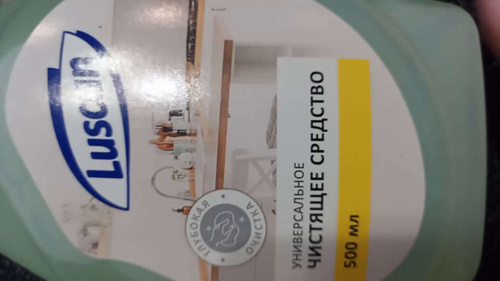 Luscan
ГЛУБОКАЯ
ОЧИСТКА
УНИВЕРСАЛЬНОЕ
ЧИСТЯЩЕЕ СРЕДСТВО
500 МЛ